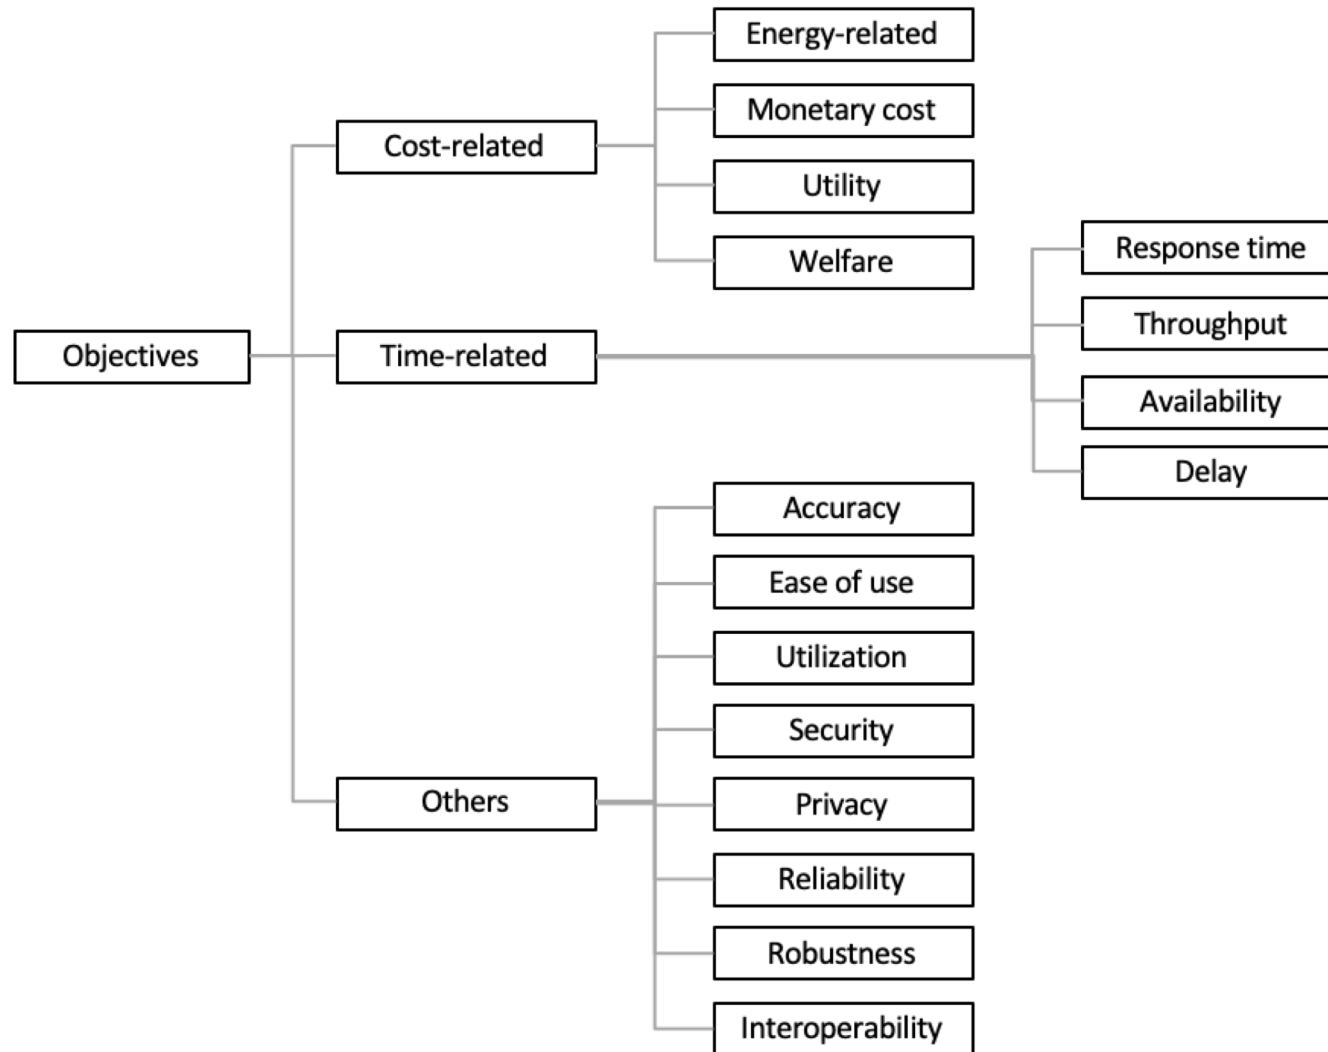 Objectives
Cost-related
Energy-related
Monetary cost
Utility
Welfare
Time-related
Response time
Throughput
Availability
Delay
Others
Accuracy
Ease of use
Utilization
Security
Privacy
Reliability
Robustness
Interoperability